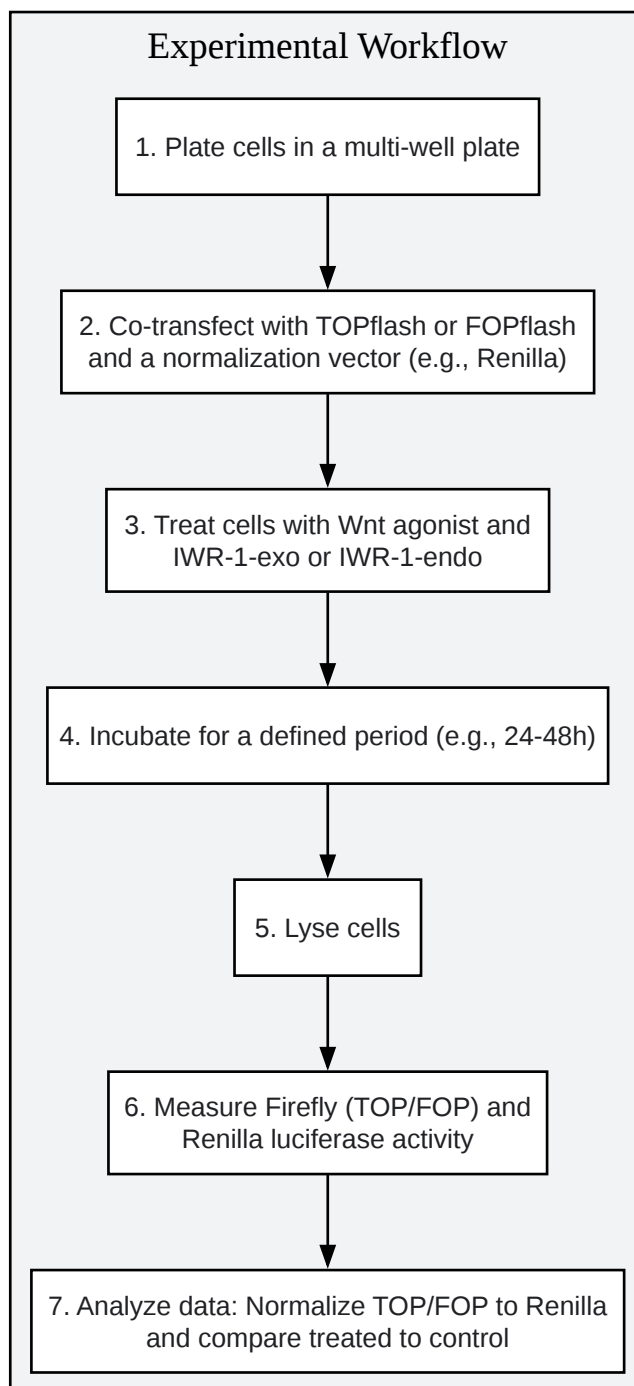 Experimental Workflow
1. Plate cells in a multi-well plate
2. Co-transfect with TOPflash or FOPflash
and a normalization vector (e.g., Renilla)
3. Treat cells with Wnt agonist and
IWR-1-exo or IWR-1-endo
4. Incubate for a defined period (e.g., 24-48h)
5. Lyse cells
6. Measure Firefly (TOP/FOP) and
Renilla luciferase activity
7. Analyze data: Normalize TOP/FOP to Renilla
and compare treated to control